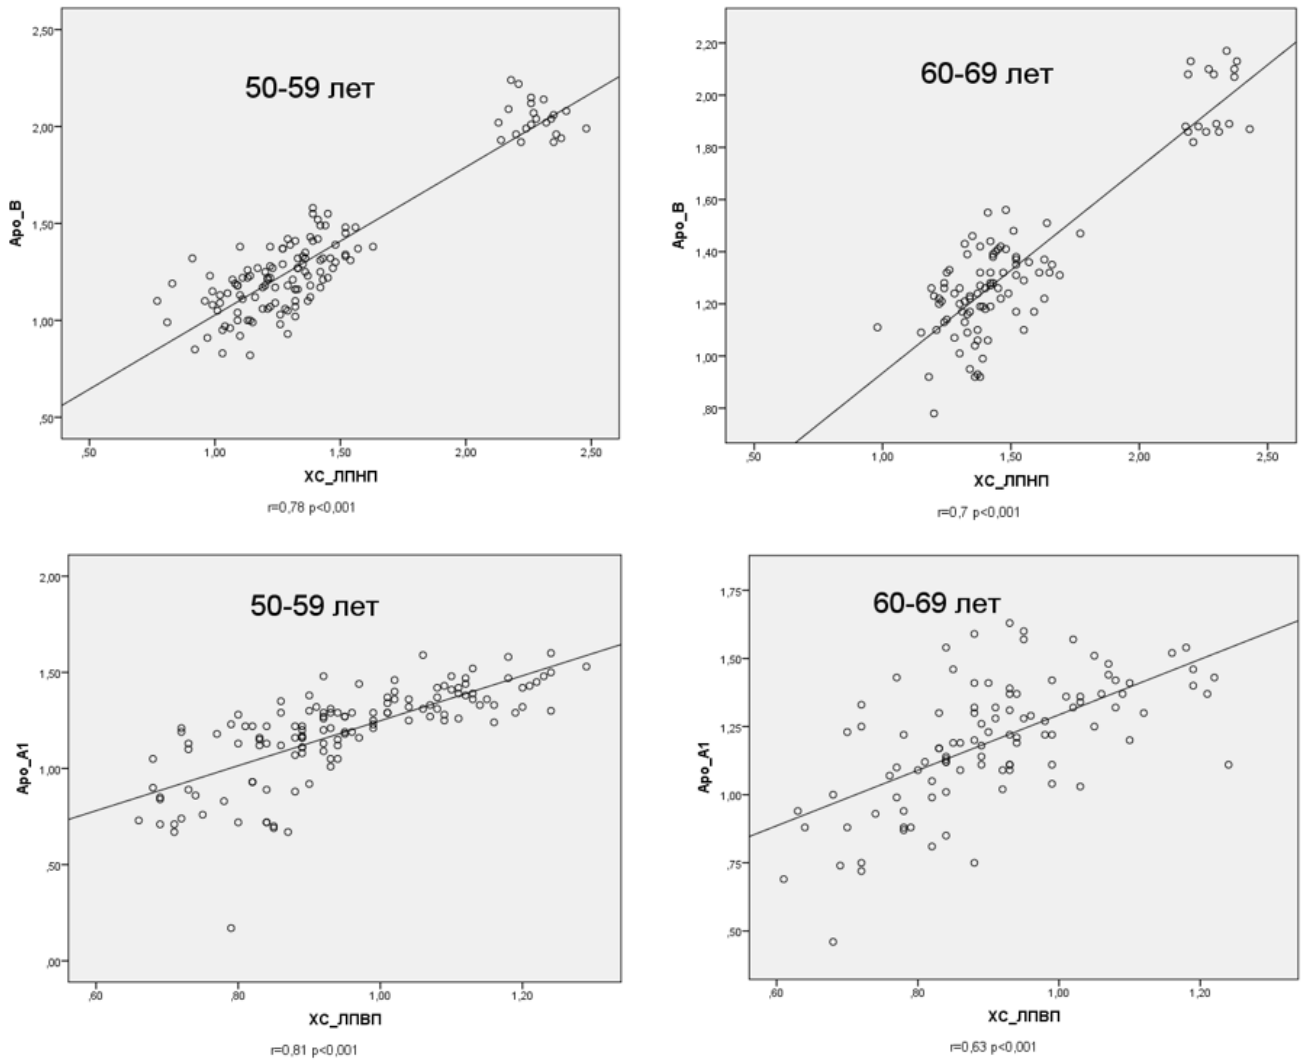 2,50
2,00
1,50
1,00
,50
Apo_B
50-59 лет
,50 1,00 1,50 2,00 2,50
ХС_ЛПНП
r=0,78 p<0,001
2,20
2,00
1,80
1,60
1,40
1,20
1,00
,80
Apo_B
60-69 лет
,50 1,00 1,50 2,00 2,50
ХС_ЛПНП
r=0,7 p<0,001
2,00
1,50
1,00
,50
,00
Apo_A1
50-59 лет
,60 ,80 1,00 1,20
ХС_ЛПВП
r=0,81 p<0,001
1,75
1,50
1,25
1,00
,75
,50
Apo_A1
60-69 лет
,60 ,80 1,00 1,20
ХС_ЛПВП
r=0,63 p<0,001